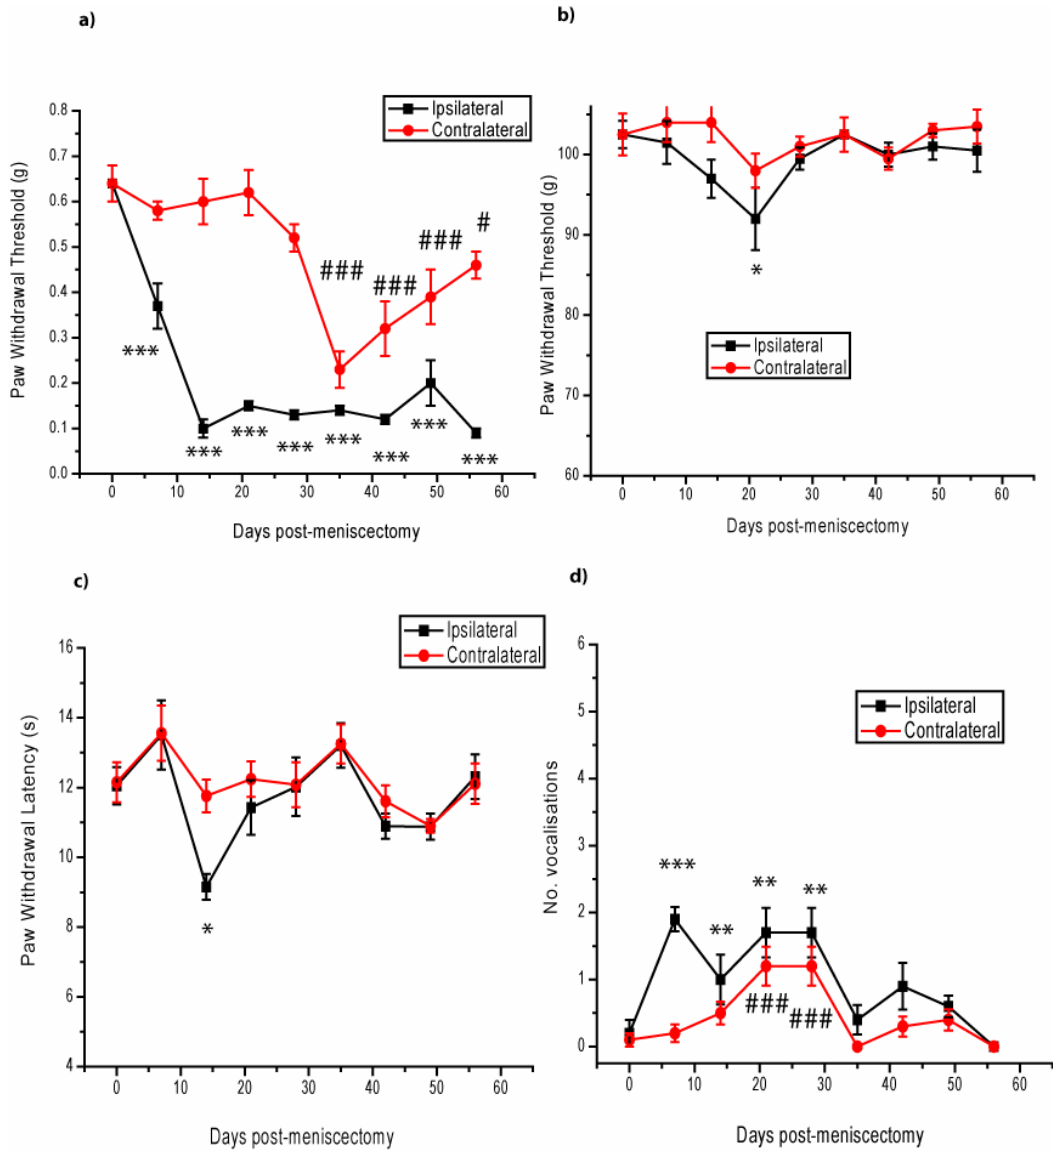 a)
Ipsilateral
Contralateral
Paw Withdrawal Threshold (g)
0.8
0.7
0.6
0.5
0.4
0.3
0.2
0.1
0.0
***
***
***
***
***
***
***
***
###
###
###
#
0 10 20 30 40 50 60
Days post-meniscectomy
b)
Ipsilateral
Contralateral
Paw Withdrawal Threshold (g)
100
90
80
70
60
*
0 10 20 30 40 50 60
Days post-meniscectomy
c)
Ipsilateral
Contralateral
Paw Withdrawal Latency (s)
16
14
12
10
8
6
4
*
0 10 20 30 40 50 60
Days post-meniscectomy
d)
Ipsilateral
Contralateral
No. vocalisations
6
5
4
3
2
1
0
***
**
**
**
###
###
0 10 20 30 40 50 60
Days post-meniscectomy